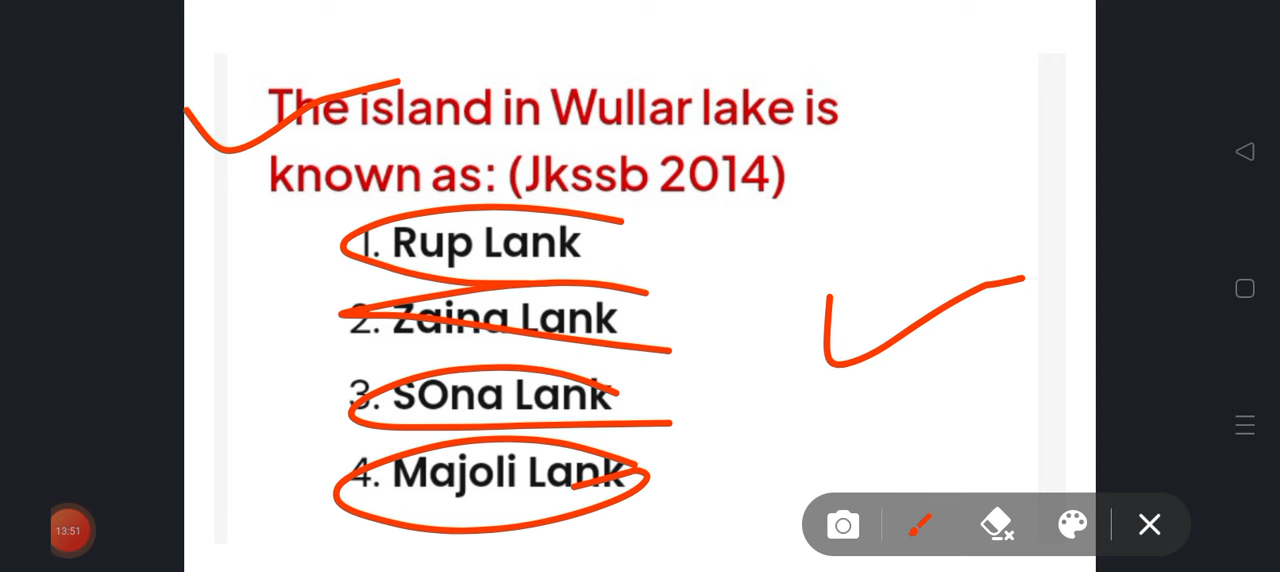 The island in Wullar lake is
known as: (Jkssb 2014)
1. Rup Lank
2. Zaina Lank
3. SOna Lank
4. Majoli Lank
13:51